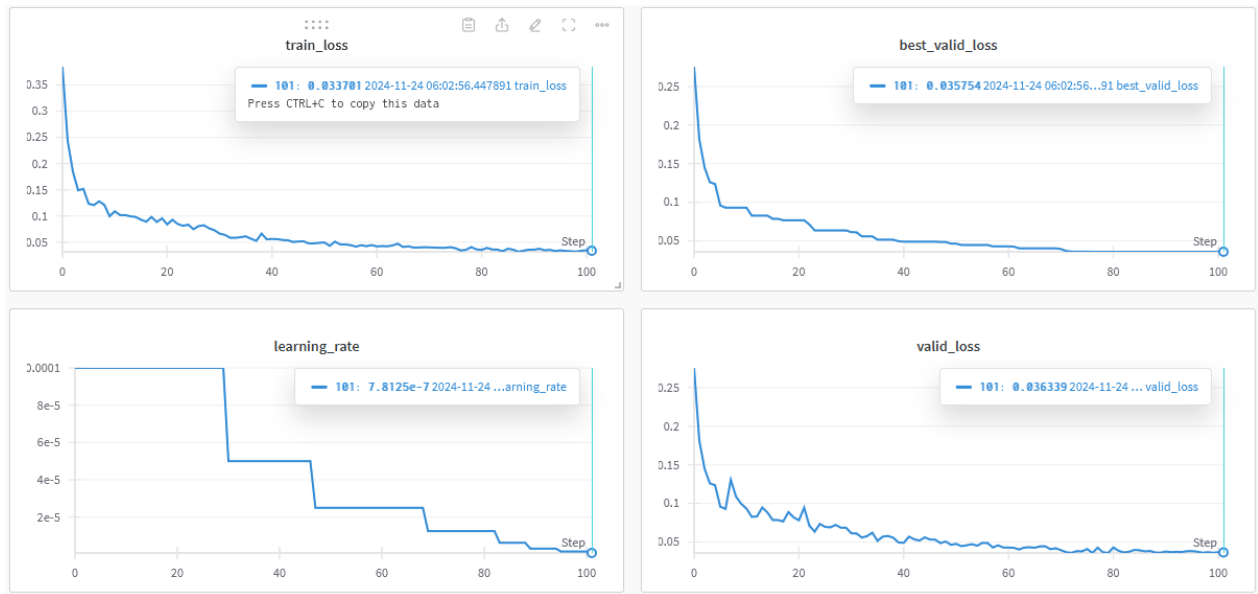 train_loss
101: 0.033701 2024-11-24 06:02:56.447891 train_loss
Press CTRL+C to copy this data
0.35
0.3
0.25
0.2
0.15
0.1
0.05
Step
0 20 40 60 80 100
best_valid_loss
101: 0.035754 2024-11-24 06:02:56...91 best_valid_loss
0.25
0.2
0.15
0.1
0.05
Step
0 20 40 60 80 100
learning_rate
101: 7.8125e-7 2024-11-24 ...arning_rate
0.0001
8e-5
6e-5
4e-5
2e-5
Step
0 20 40 60 80 100
valid_loss
101: 0.036339 2024-11-24 ... valid_loss
0.25
0.2
0.15
0.1
0.05
Step
0 20 40 60 80 100